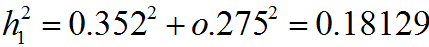 h₁² = 0.352² + o.275² = 0.18129